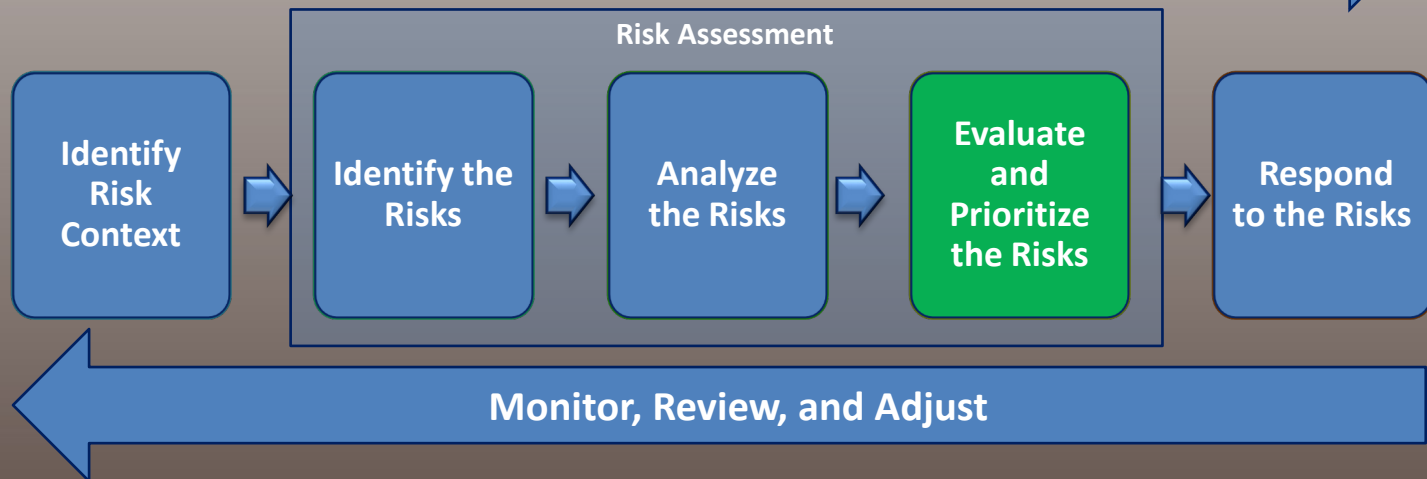 Risk Assessment
Identify
Risk
Context
Identify the
Risks
Analyze
the Risks
Evaluate
and
Prioritize
the Risks
Respond
to the Risks
Monitor, Review, and Adjust